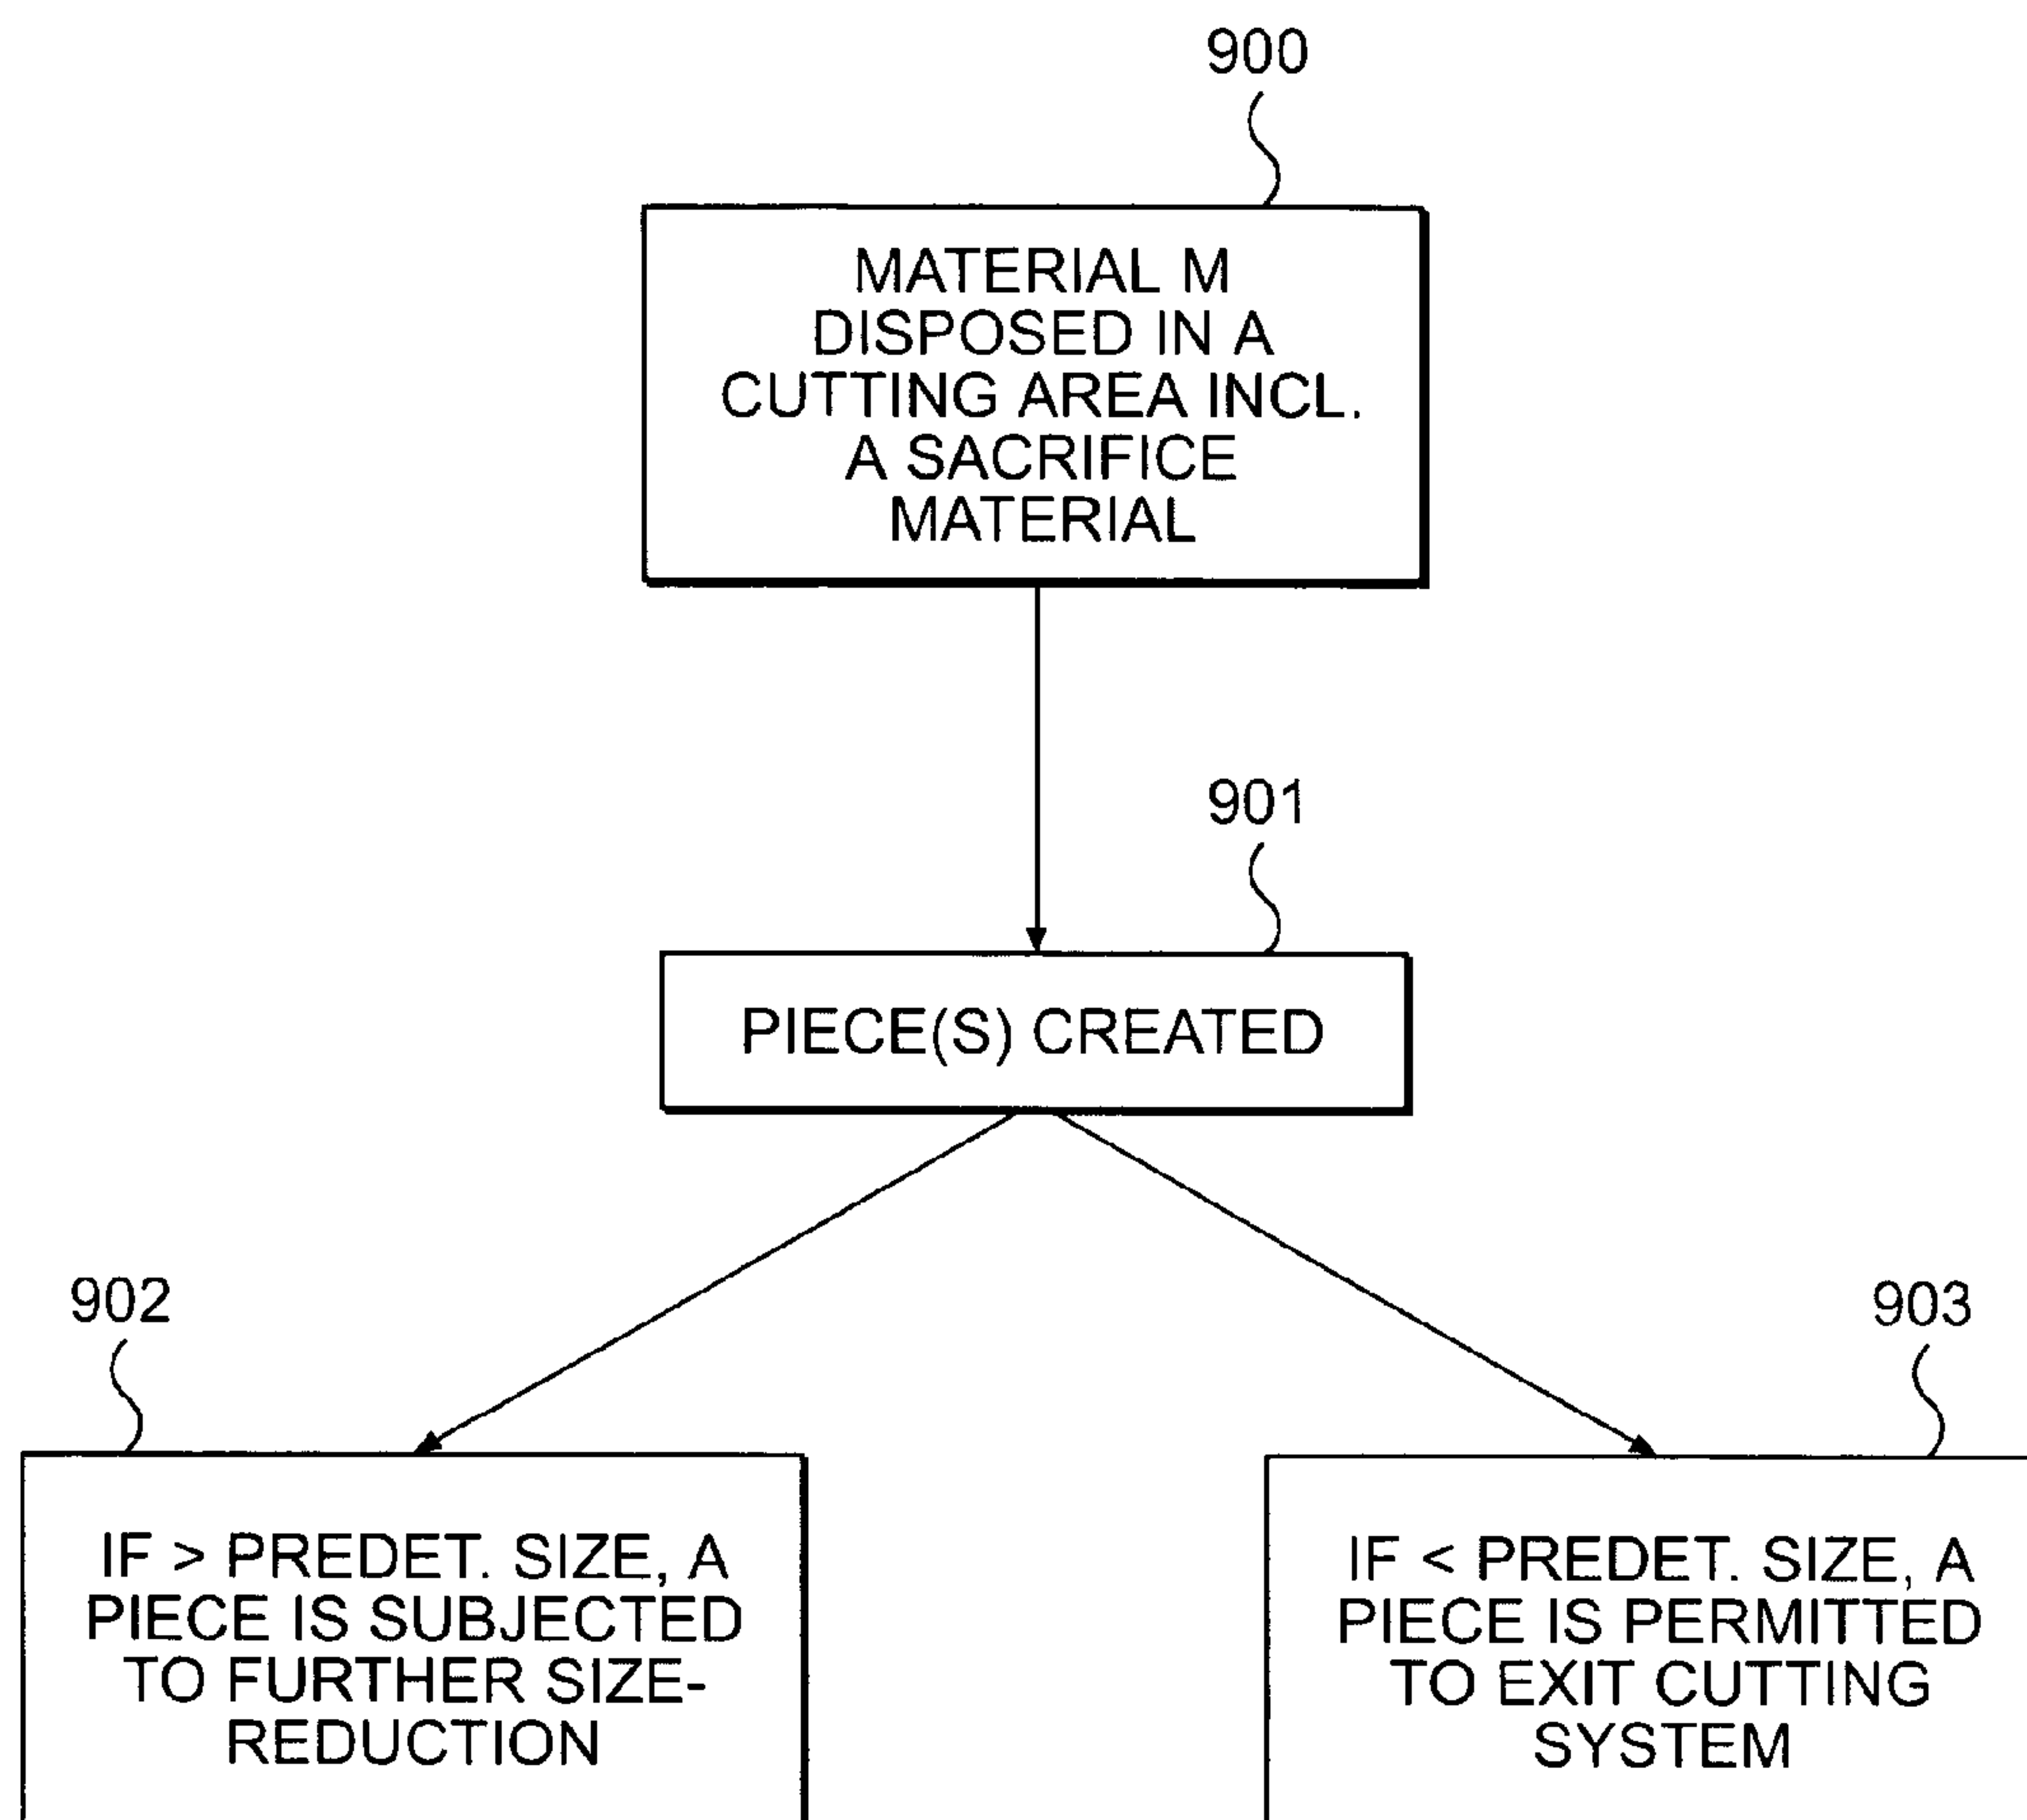 900
MATERIAL M
DISPOSED IN A
CUTTING AREA INCL.
A SACRIFICE
MATERIAL
901
PIECE(S) CREATED
902
IF > PREDET. SIZE, A
PIECE IS SUBJECTED
TO FURTHER SIZE-
REDUCTION
903
IF < PREDET. SIZE, A
PIECE IS PERMITTED
TO EXIT CUTTING
SYSTEM